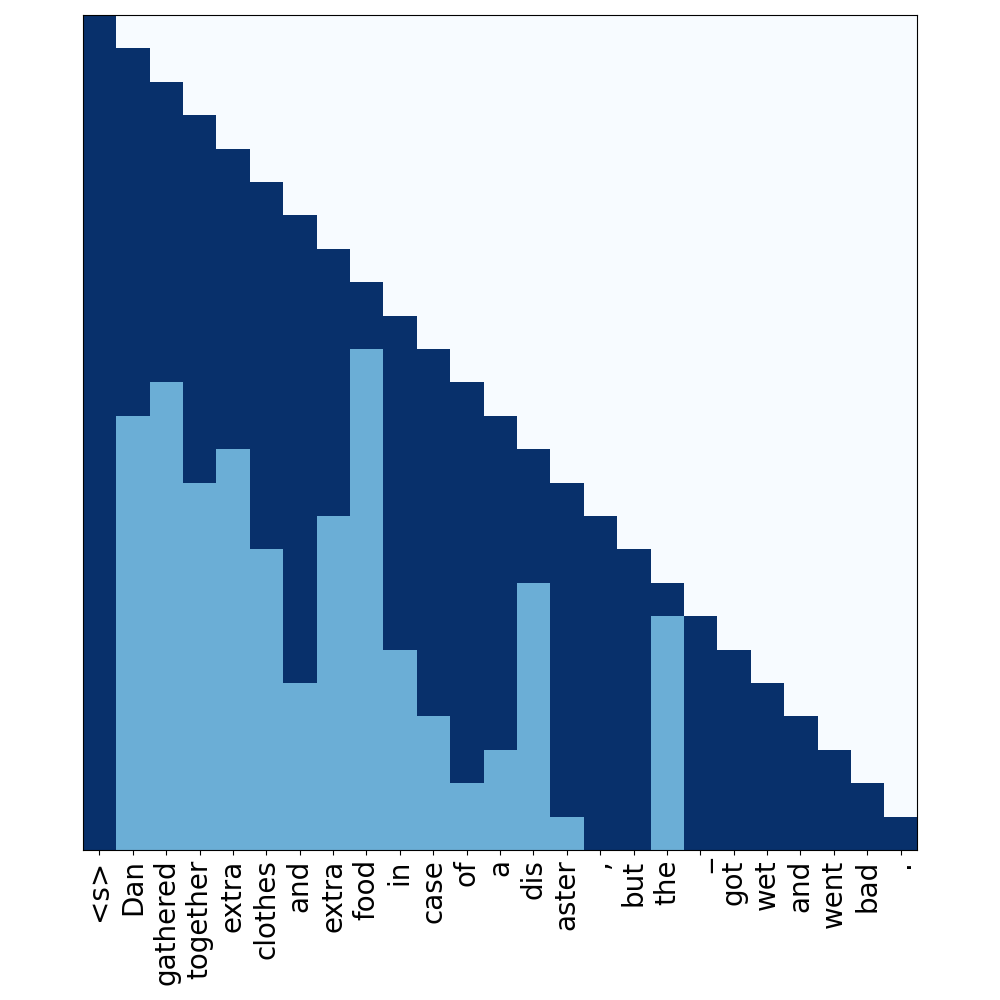 <s> Dan gathered together extra clothes and extra food in case of a dis aster , but the _ got wet and went bad .